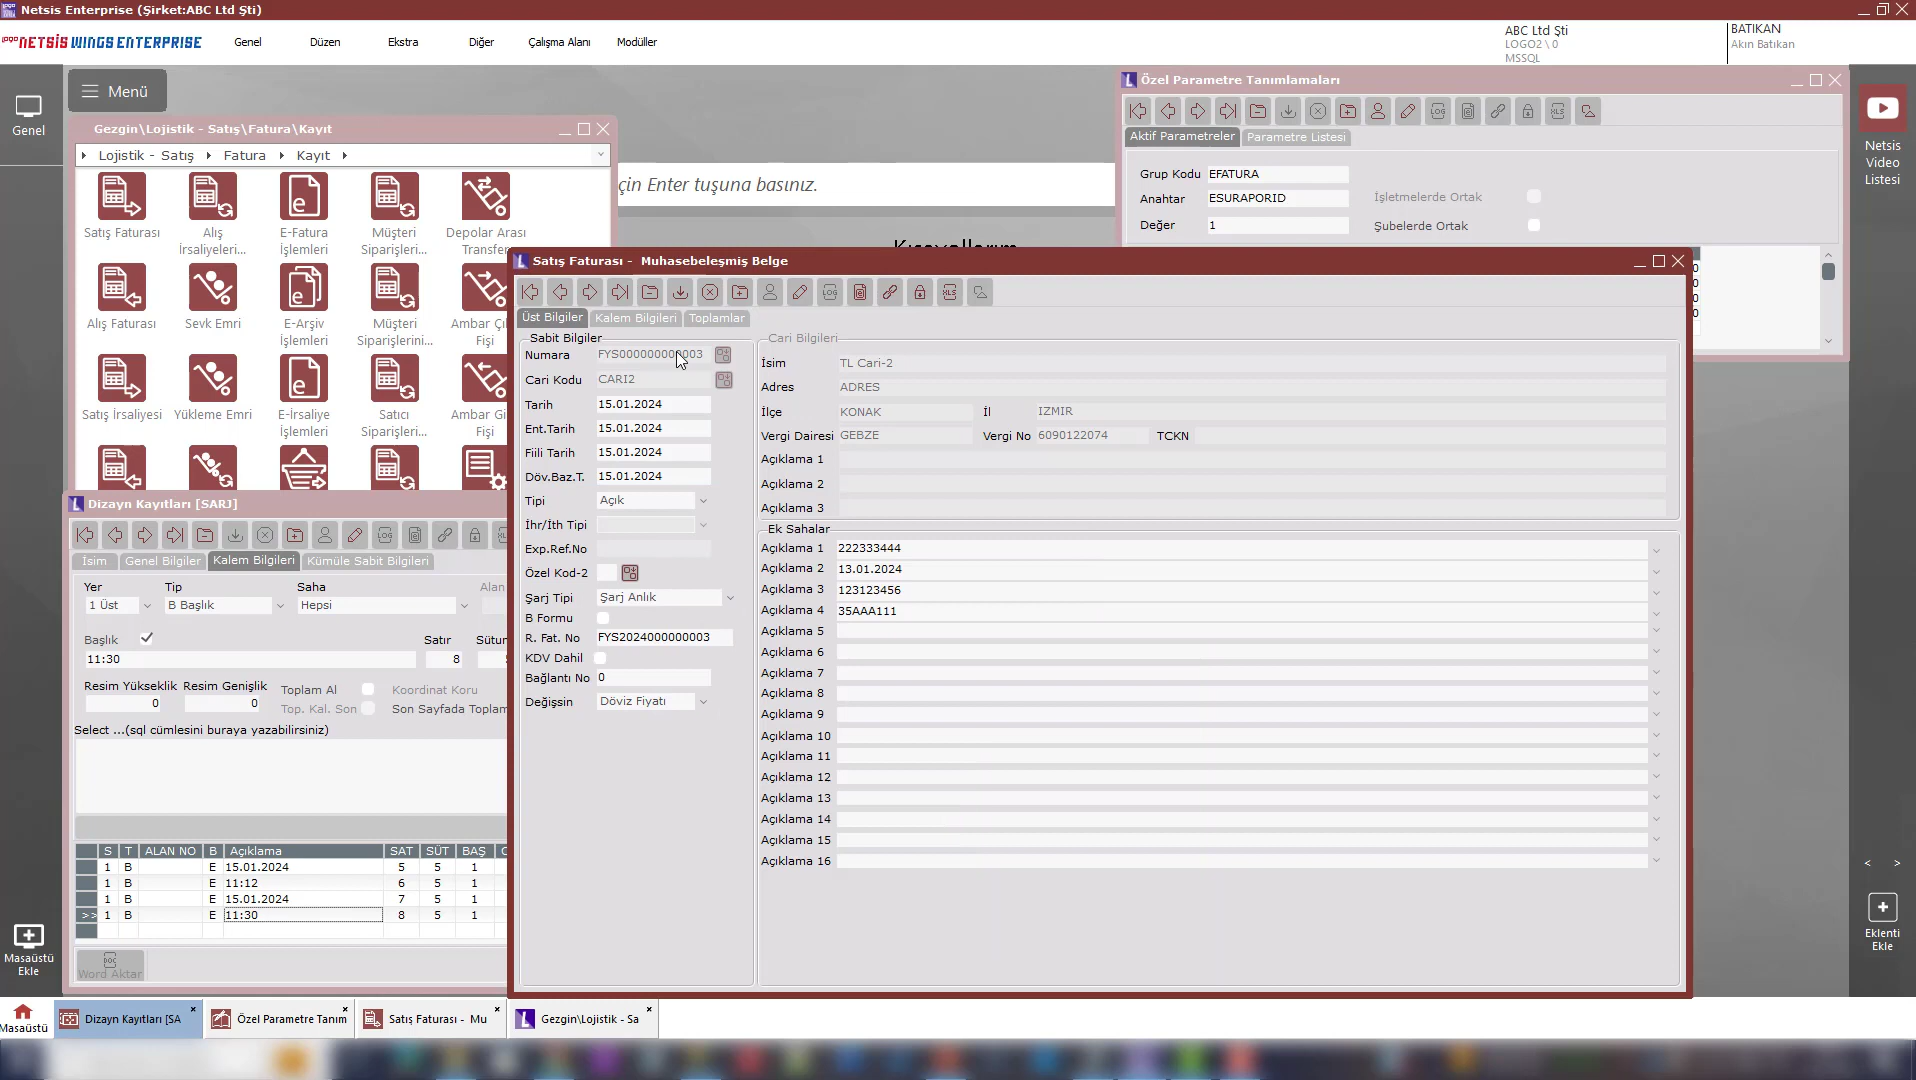 Netsis Enterprise (Şirket:ABC Ltd Şti)
LOGO NETSİS WINGS ENTERPRISE
Genel
Düzen
Ekstra
Diğer
Çalışma Alanı
Modüller
ABC Ltd Şti
LOGO2 \ 0
MSSQL
BATIKAN
Akın Batıkan
Genel
Menü
Gezgin\Lojistik - Satış\Fatura\Kayıt
Lojistik - Satış
Fatura
Kayıt
Satış Faturası
Alış İrsaliyeleri...
E-Fatura İşlemleri
Müşteri Siparişleri...
Depolar Arası Transfer
Alış Faturası
Sevk Emri
E-Arşiv İşlemleri
Müşteri Siparişlerini...
Ambar Çı
Fişi
Satış İrsaliyesi
Yükleme Emri
E-İrsaliye İşlemleri
Satıcı Siparişleri...
Ambar Gi
Fişi
çin Enter tuşuna basınız.
Özel Parametre Tanımlamaları
Aktif Parametreler
Parametre Listesi
Grup Kodu EFATURA
Anahtar ESURAPORID
İşletmelerde Ortak
Değer 1
Şubelerde Ortak
0
0
0
0
Netsis
Video
Listesi
Satış Faturası - Muhasebeleşmiş Belge
Üst Bilgiler
Kalem Bilgileri
Toplamlar
Sabit Bilgiler
Numara FYS000000000003
Cari Kodu CARI2
Tarih 15.01.2024
Ent.Tarih 15.01.2024
Fiili Tarih 15.01.2024
Döv.Baz.T. 15.01.2024
Tipi Açık
İhr/İth Tipi
Exp.Ref.No
Özel Kod-2
Şarj Tipi Şarj Anlık
B Formu
R. Fat. No FYS2024000000003
KDV Dahil
Bağlantı No 0
Değişsin Döviz Fiyatı
Cari Bilgileri
İsim TL Cari-2
Adres ADRES
İlçe KONAK İl IZMIR
Vergi Dairesi GEBZE Vergi No 6090122074 TCKN
Açıklama 1
Açıklama 2
Açıklama 3
Ek Sahalar
Açıklama 1 222333444
Açıklama 2 13.01.2024
Açıklama 3 123123456
Açıklama 4 35AAA111
Açıklama 5
Açıklama 6
Açıklama 7
Açıklama 8
Açıklama 9
Açıklama 10
Açıklama 11
Açıklama 12
Açıklama 13
Açıklama 14
Açıklama 15
Açıklama 16
Dizayn Kayıtları [SARJ]
İsim
Genel Bilgiler
Kalem Bilgileri
Kümüle Sabit Bilgileri
Yer Tip Saha Alan
1 Üst B Başlık Hepsi
Başlık Satır Sütur
11:30 8
Resim Yükseklik Resim Genişlik Toplam Al Koordinat Koru
0 0 Top. Kal. Son Son Sayfada Toplam
Select ...(sql cümlesini buraya yazabilirsiniz)
S T ALAN NO B Açıklama SAT SÜT BAŞ
1 B E 15.01.2024 5 5 1
1 B E 11:12 6 5 1
1 B E 15.01.2024 7 5 1
>> 1 B E 11:30 8 5 1
DOC
Word Aktar
Masaüstü
Ekle
Eklenti
Ekle
Masaüstü
Dizayn Kayıtları [SA
Özel Parametre Tanım
Satış Faturası - Mu
Gezgin\Lojistik - Sa